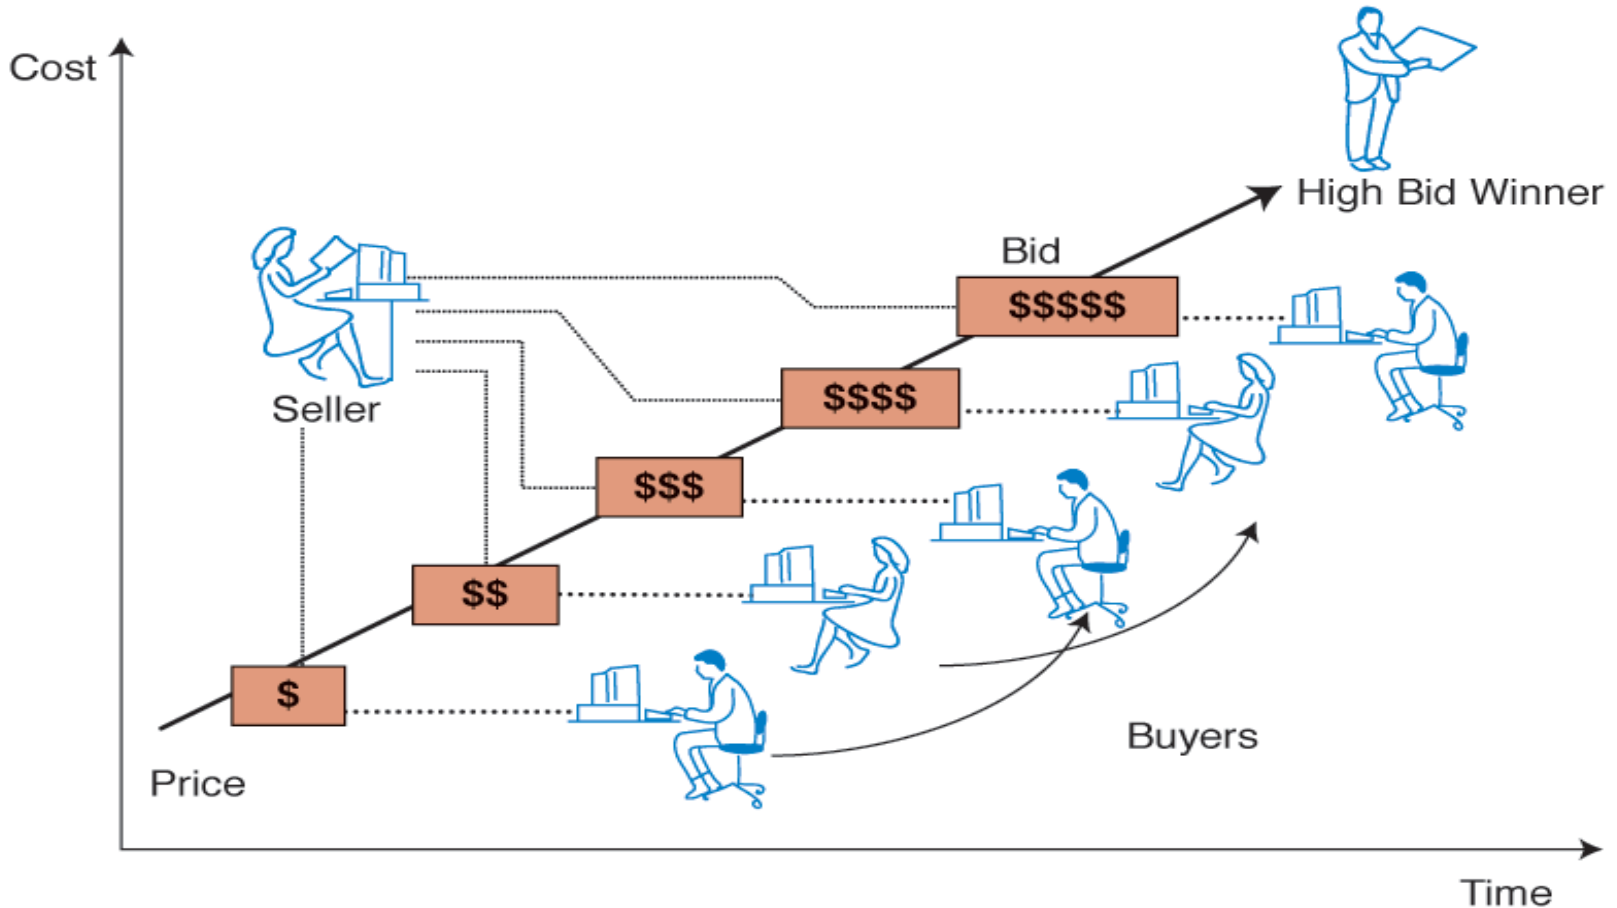 Cost
High Bid Winner
Bid
$$$$$
$$$$
Seller
$$$
$$
$
Buyers
Price
Time